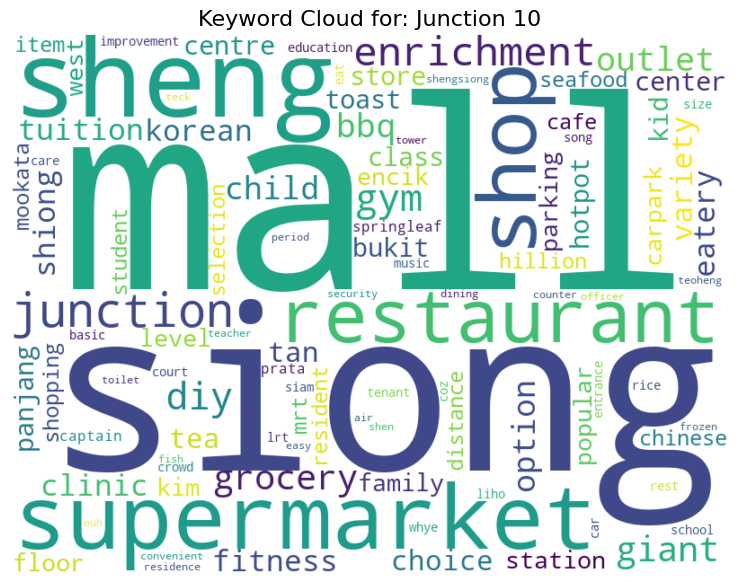 Keyword Cloud for: Junction 10
item
west
improvement
centre
education
eat
enrichment
outlet
sheng
teck
store
shengsiong
seafood
center
toast
size
tuition
korean
bbq
tower
shop
cafe
song
kid
variety
mookata
care
class
mall
child
encik
gym
parking
hotpot
carpark
eatery
shiong
student
selection
springleaf
period
bukit
music
hillion
teoheng
security
dining
counter
officer
junction
restaurant
basic
level
teacher
tan
panjang
shopping
toilet
court
prata
siam
resident
tenant
distance
coz
option
popular
entrance
rice
siong
diy
mrt
air
shen
captain
tea
lrt
easy
chinese
frozen
fish
crowd
grocery
clinic
kim
family
liho
rest
supermarket
nuh
whye
car
school
floor
convenient
residence
fitness
choice
station
giant